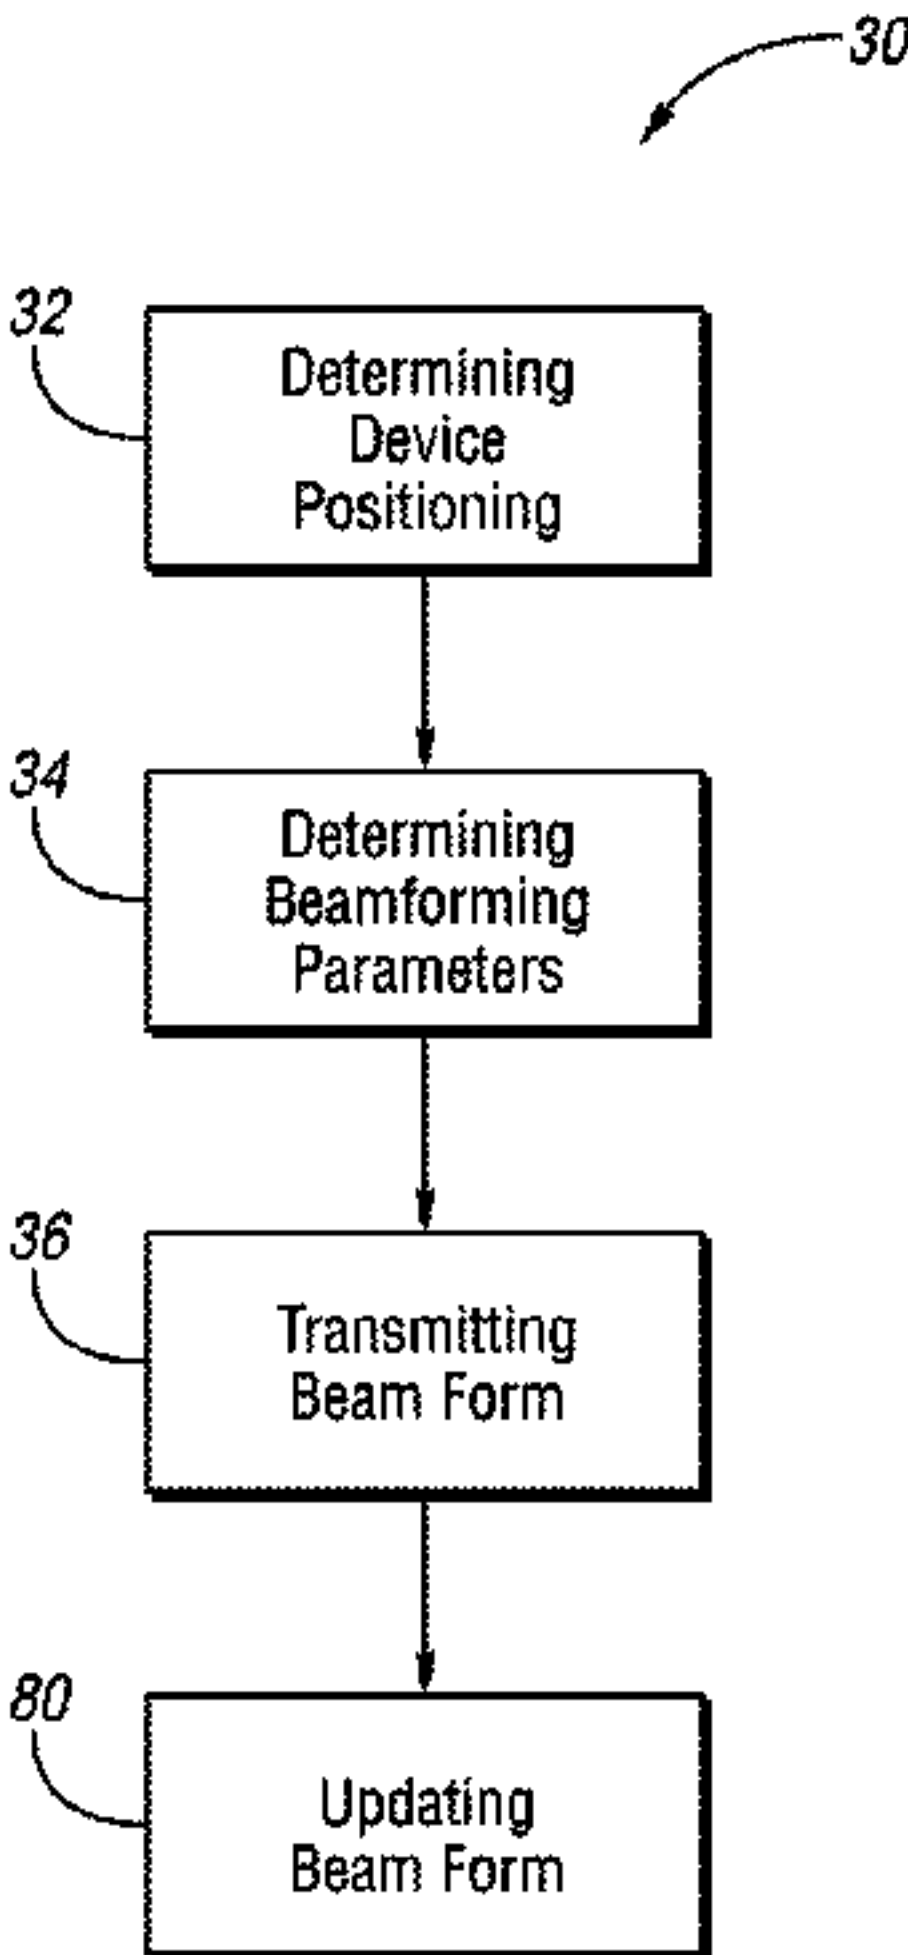 30
32
Determining
Device
Positioning
34
Determining
Beamforming
Parameters
36
Transmitting
Beam Form
80
Updating
Beam Form